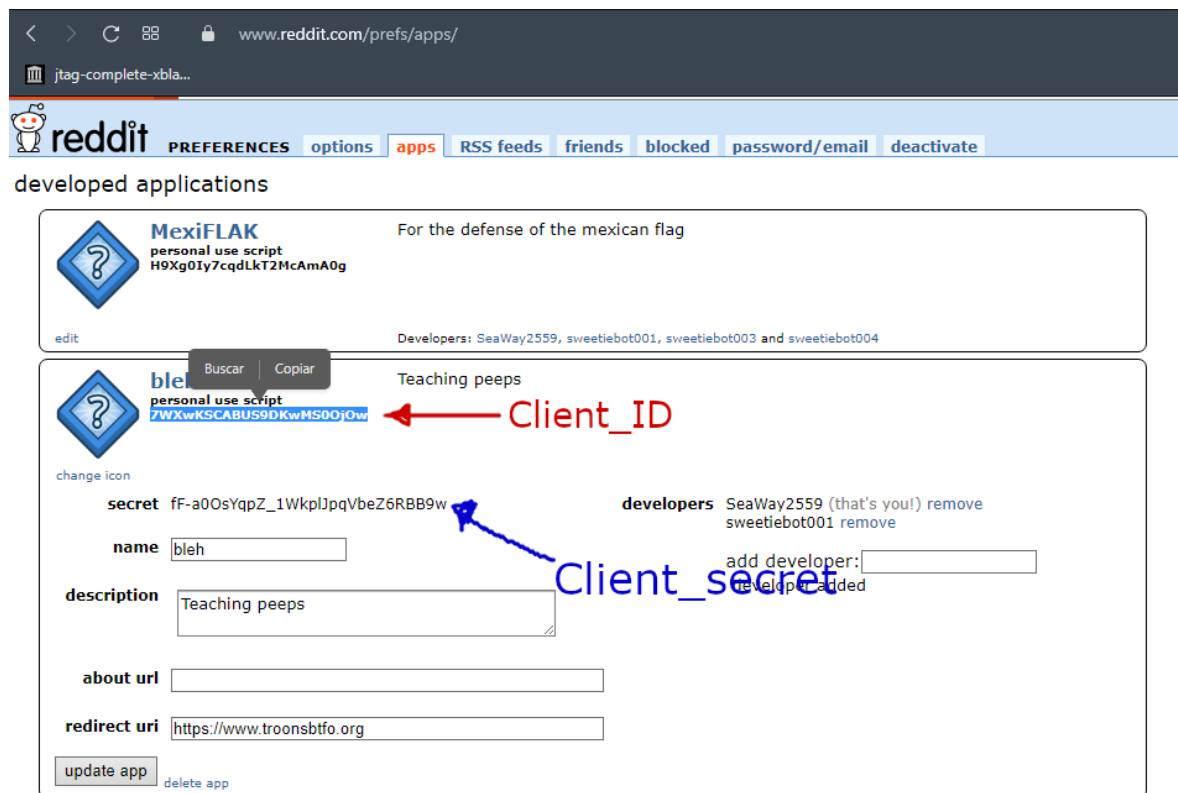 www.reddit.com/prefs/apps/
jtag-complete-xbla...
reddit PREFERENCES options apps RSS feeds friends blocked password/email deactivate
developed applications
MexiFLAK For the defense of the mexican flag
personal use script
H9Xg0Iy7cqdLkT2McAmA0g
edit Developers: SeaWay2559, sweetiebot001, sweetiebot003 and sweetiebot004
Buscar Copiar
Teaching peeps
personal use script
7WXwKSCABUS9DKwMS0OjOw Client_ID
change icon
secret fF-a0OsYqpZ_1WkplJpqVbeZ6RBB9w developers SeaWay2559 (that's you!) remove
sweetiebot001 remove
name bleh
add developer:
Client_secret
developer added
description Teaching peeps
about url
redirect uri https://www.troonsbtfo.org
update app delete app